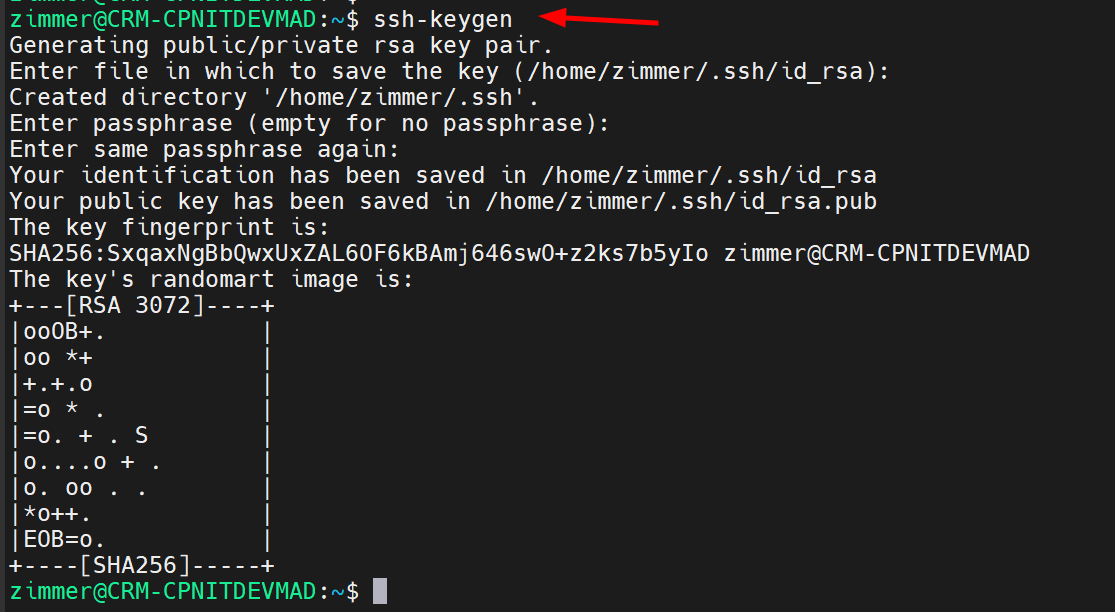 zimmer@CRM-CPNITDEVMAD:~$ ssh-keygen
Generating public/private rsa key pair.
Enter file in which to save the key (/home/zimmer/.ssh/id_rsa):
Created directory '/home/zimmer/.ssh'.
Enter passphrase (empty for no passphrase):
Enter same passphrase again:
Your identification has been saved in /home/zimmer/.ssh/id_rsa
Your public key has been saved in /home/zimmer/.ssh/id_rsa.pub
The key fingerprint is:
SHA256:SxqaxNgBbQwxUxZAL6OF6kBAmj646swO+z2ks7b5yIo zimmer@CRM-CPNITDEVMAD
The key's randomart image is:
+---[RSA 3072]----+
|ooOB+.           |
|oo *+            |
|+.+.o            |
|=o * .           |
|=o. + . S        |
|o....o + .       |
|o. oo . .        |
|*o++.            |
|EOB=o.           |
+----[SHA256]-----+
zimmer@CRM-CPNITDEVMAD:~$